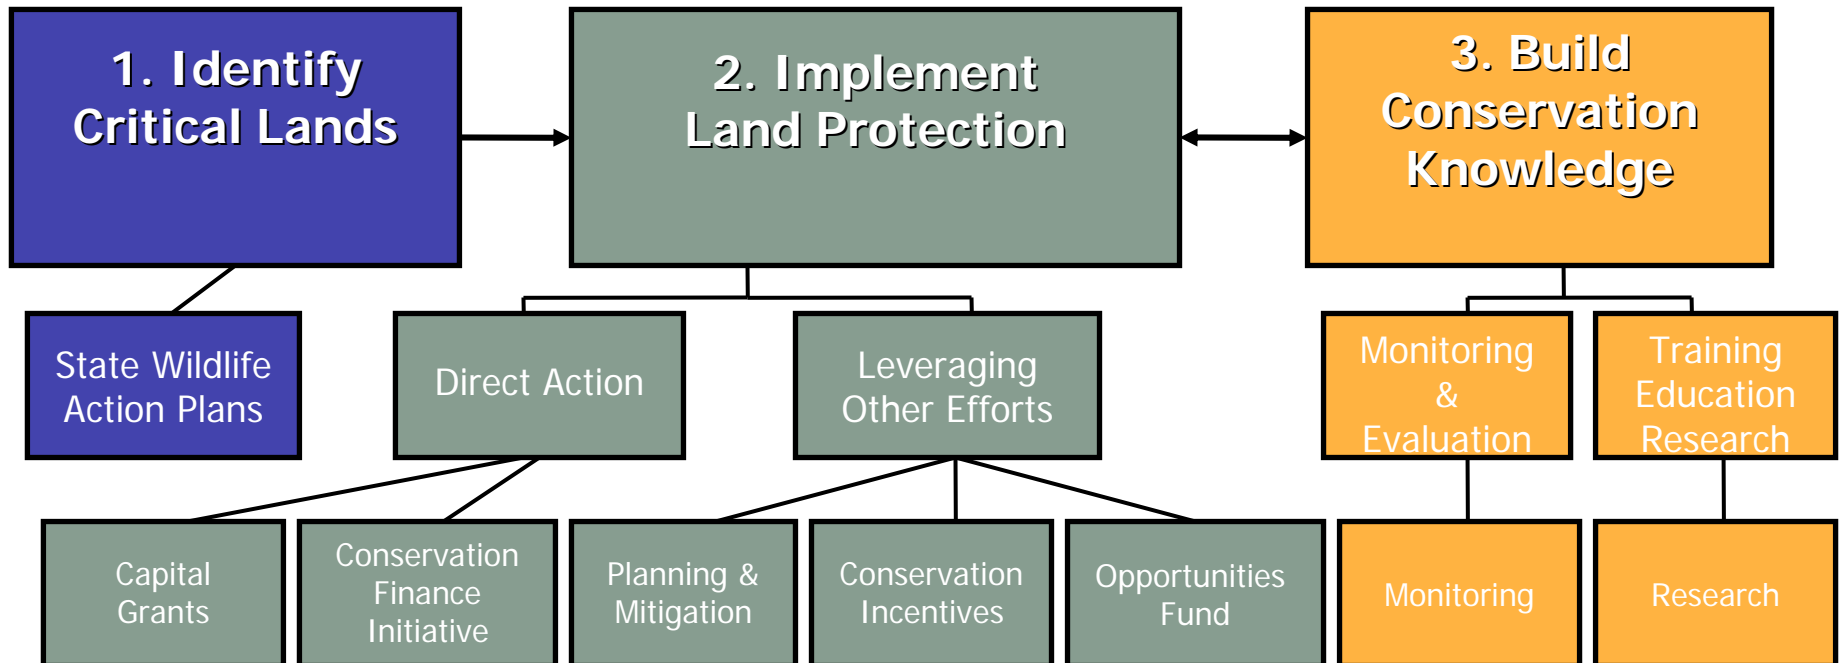 1. Identify
Critical Lands
2. Implement
Land Protection
3. Build
Conservation
Knowledge
State Wildlife
Action Plans
Direct Action
Leveraging
Other Efforts
Monitoring
&
Evaluation
Training
Education
Research
Capital
Grants
Conservation
Finance
Initiative
Planning &
Mitigation
Conservation
Incentives
Opportunities
Fund
Monitoring
Research